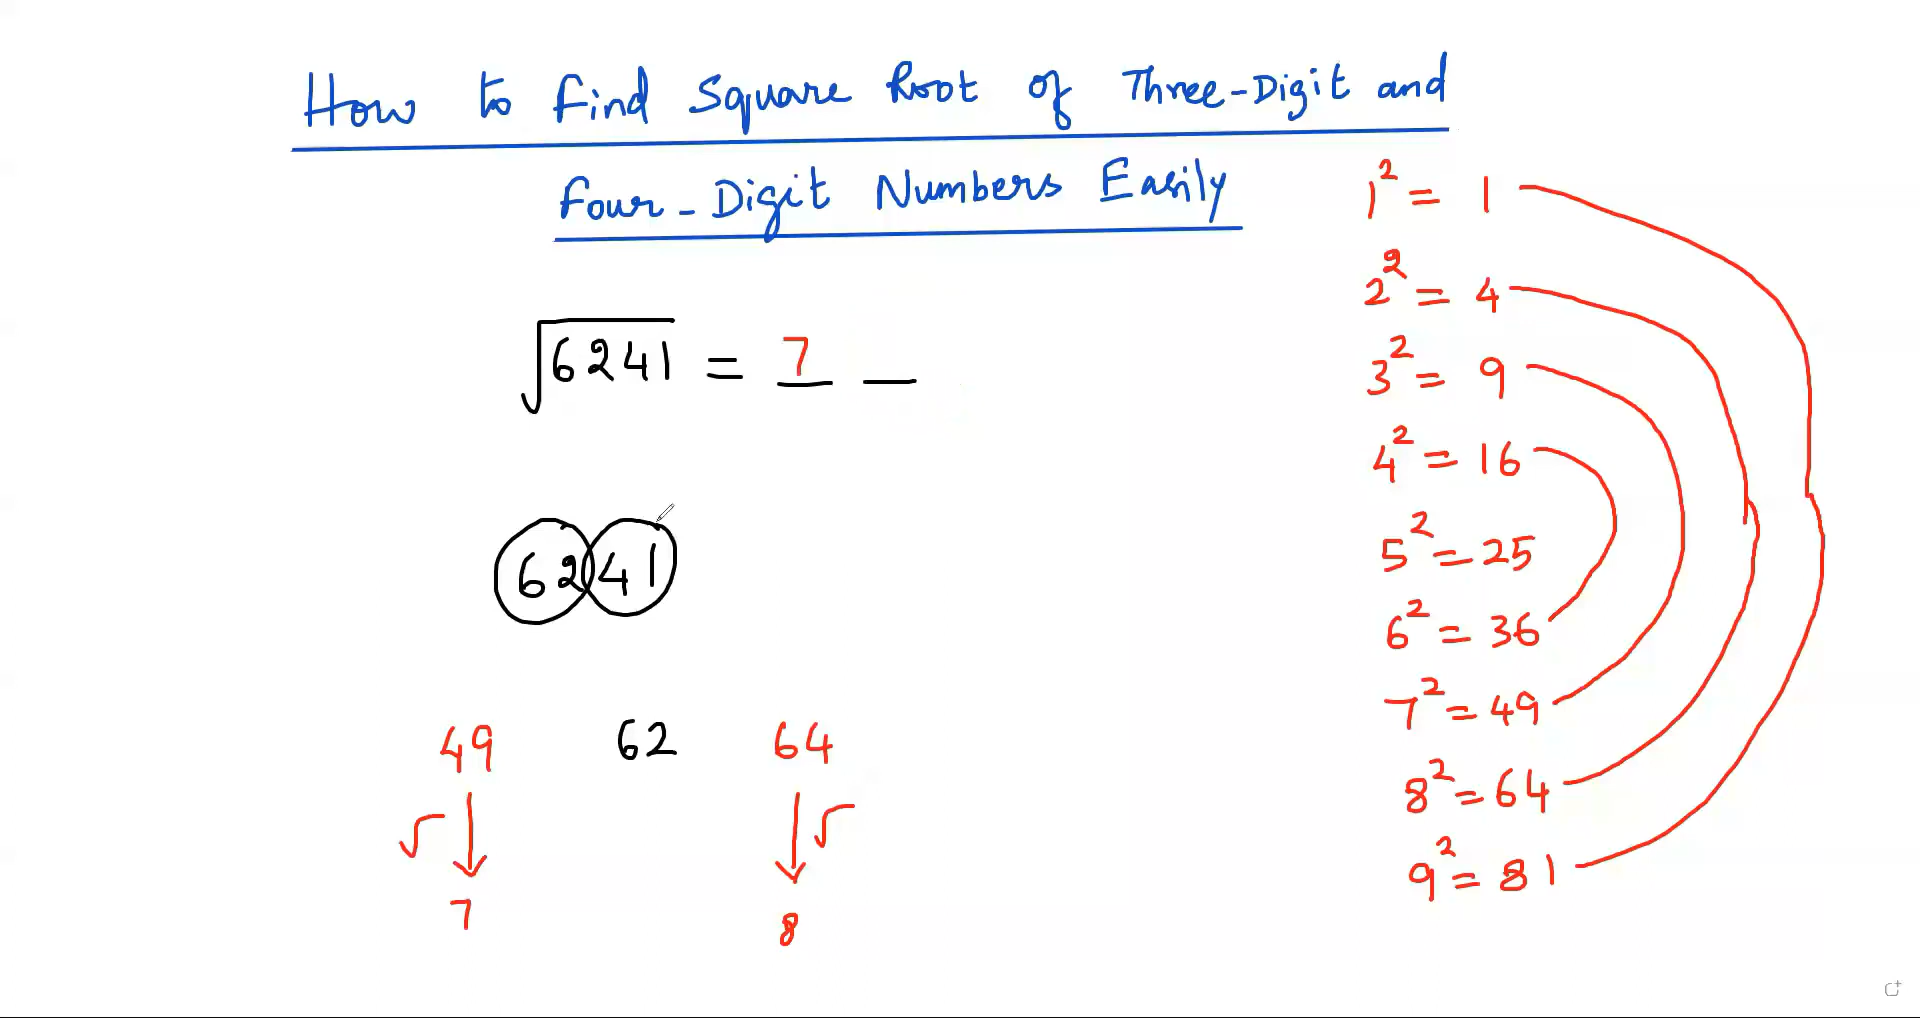 How to find Square Root of Three-Digit and
Four-Digit Numbers Easily
√6241 = 7 _
6241
49 62 64
√ √
7 8
1² = 1
2² = 4
3² = 9
4² = 16
5² = 25
6² = 36
7² = 49
8² = 64
9² = 81